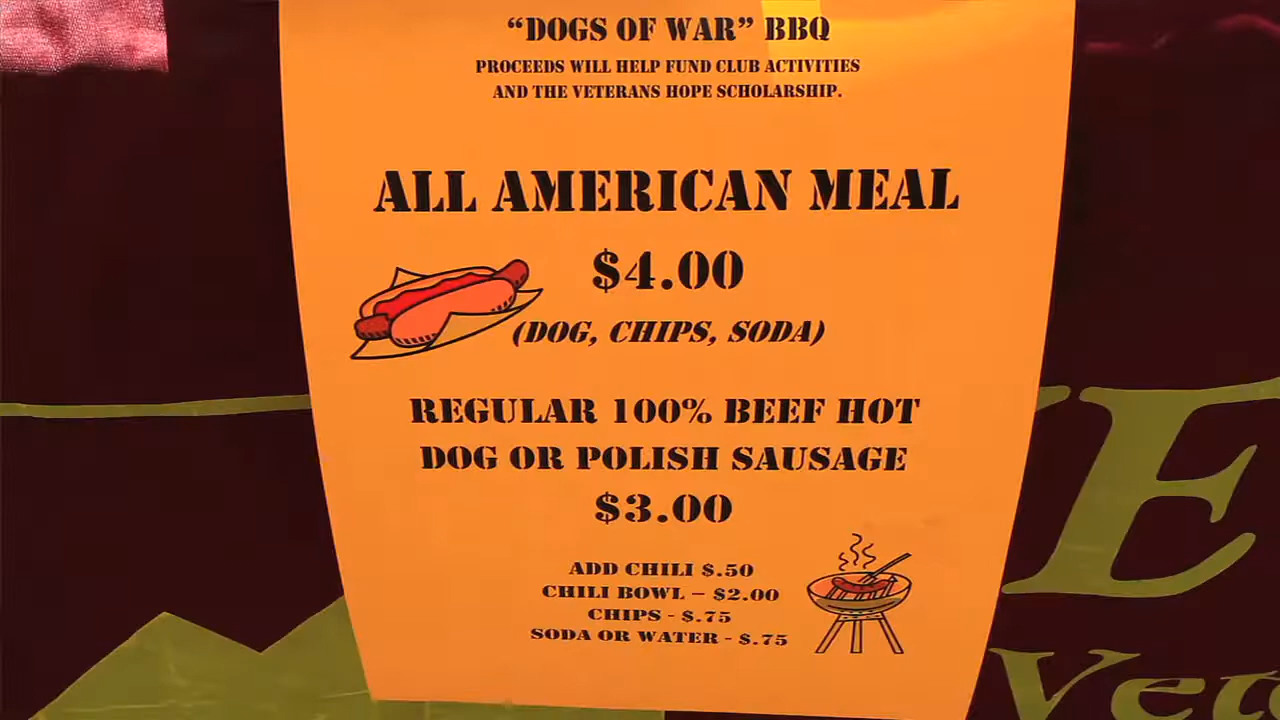 “DOGS OF WAR” BBQ
PROCEEDS WILL HELP FUND CLUB ACTIVITIES
AND THE VETERANS HOPE SCHOLARSHIP.
ALL AMERICAN MEAL
$4.00
(DOG, CHIPS, SODA)
REGULAR 100% BEEF HOT
DOG OR POLISH SAUSAGE
$3.00
ADD CHILI $.50
CHILI BOWL – $2.00
CHIPS - $.75
SODA OR WATER - $.75